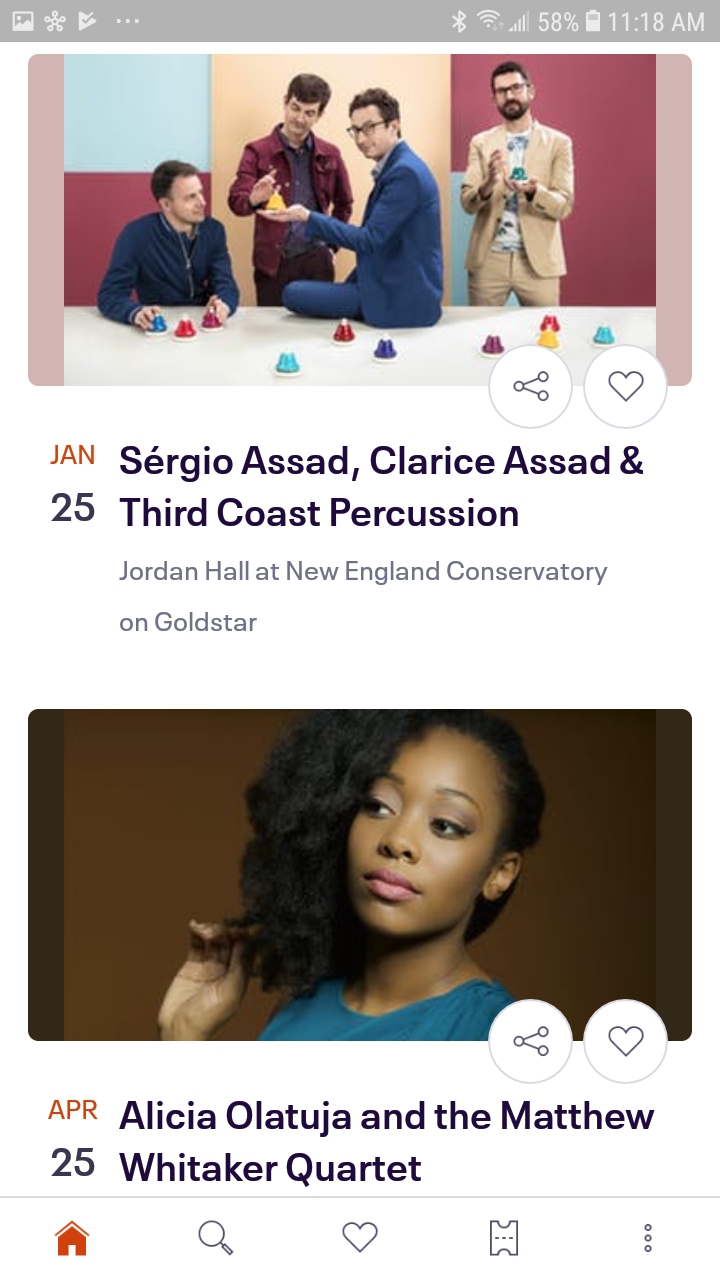 58% 11:18 AM
JAN
25
Sérgio Assad, Clarice Assad &
Third Coast Percussion
Jordan Hall at New England Conservatory
on Goldstar
APR
25
Alicia Olatuja and the Matthew
Whitaker Quartet